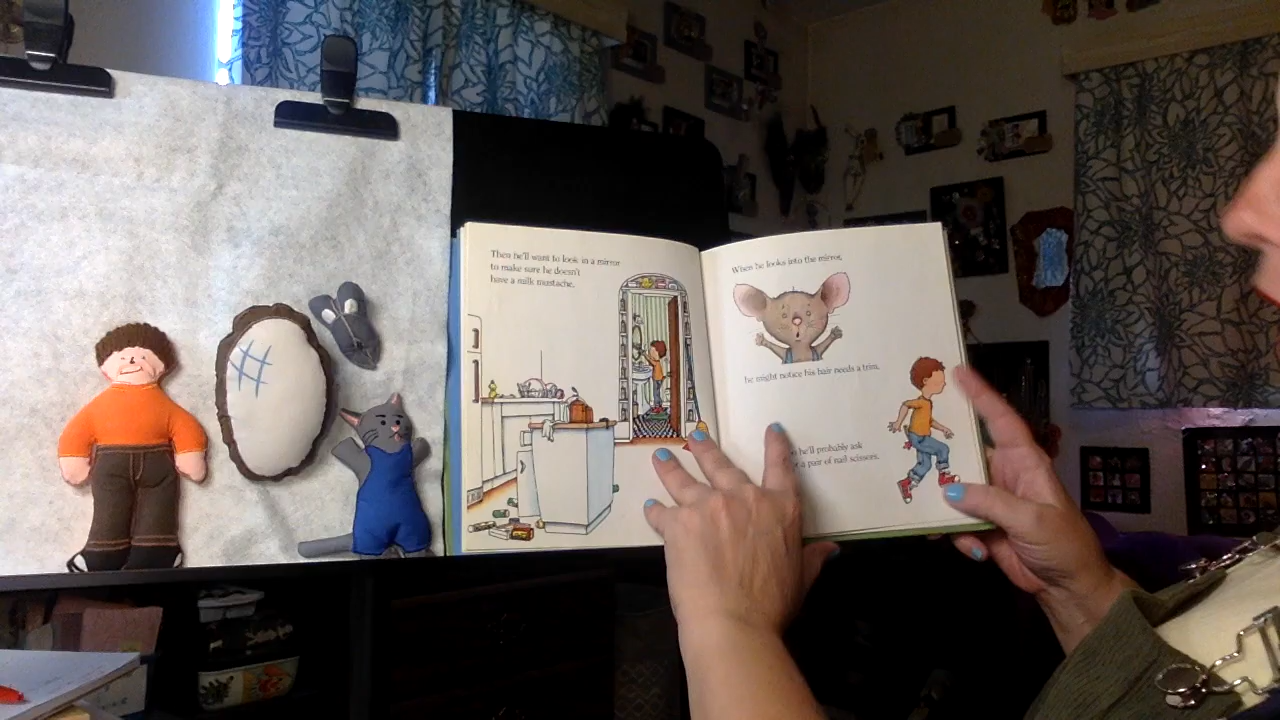 Then he'll want to look in a mirror
to make sure he doesn't
have a milk mustache.
When he looks into the mirror,
he might notice his hair needs a trim.
he'll probably ask
a pair of nail scissors.